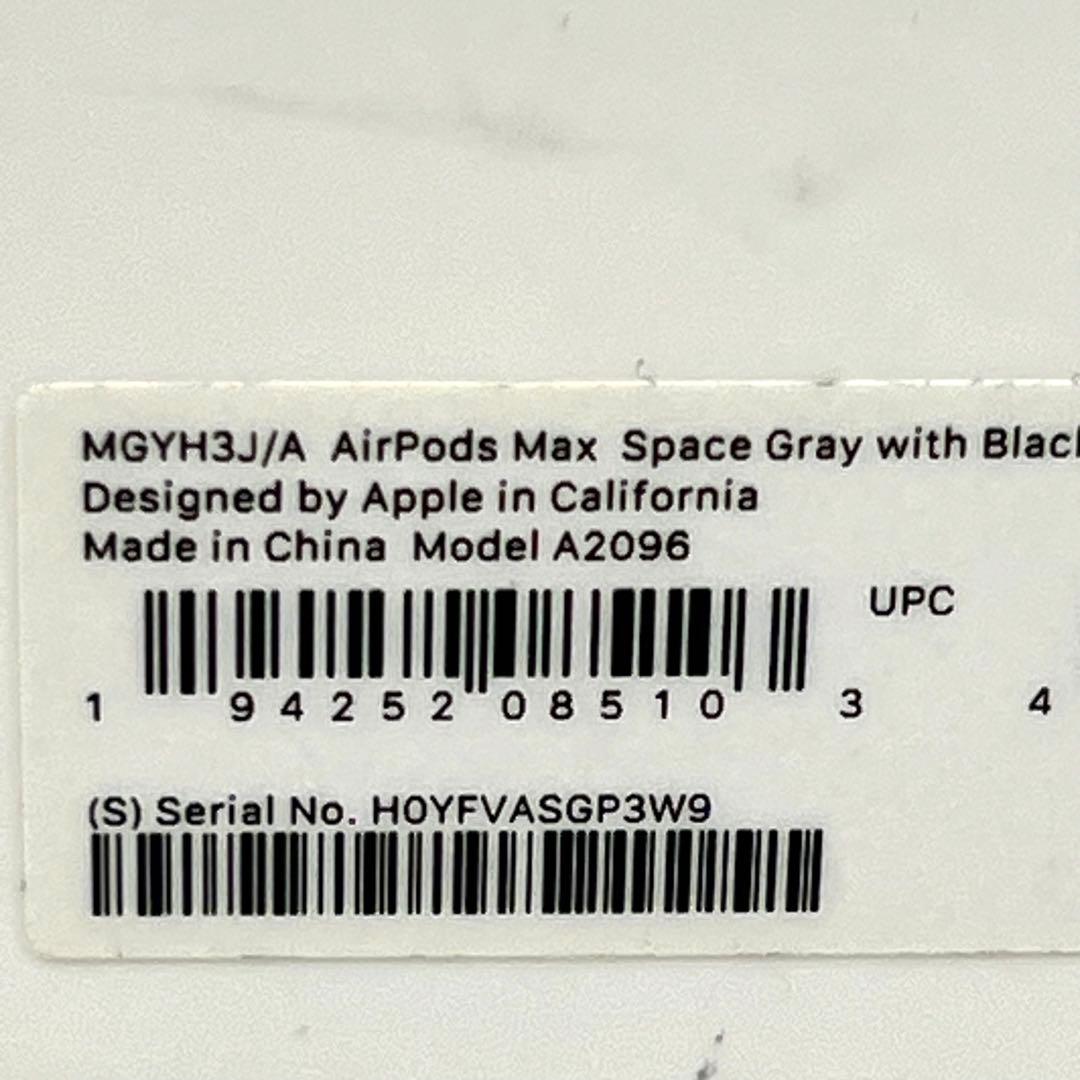 MGYH3J/A AirPods Max Space Gray with Black
Designed by Apple in California
Made in China Model A2096
UPC
1 94252 08510 3 4
(S) Serial No. H0YFVASGP3W9